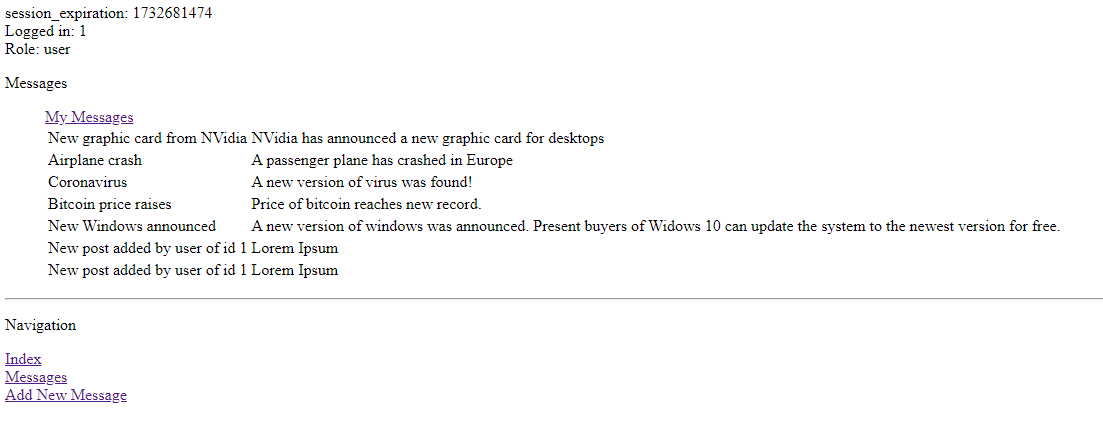 session_expiration: 1732681474
Logged in: 1
Role: user
Messages
My Messages
New graphic card from NVidia NVidia has announced a new graphic card for desktops
Airplane crash A passenger plane has crashed in Europe
Coronavirus A new version of virus was found!
Bitcoin price raises Price of bitcoin reaches new record.
New Windows announced A new version of windows was announced. Present buyers of Widows 10 can update the system to the newest version for free.
New post added by user of id 1 Lorem Ipsum
New post added by user of id 1 Lorem Ipsum
Navigation
Index
Messages
Add New Message